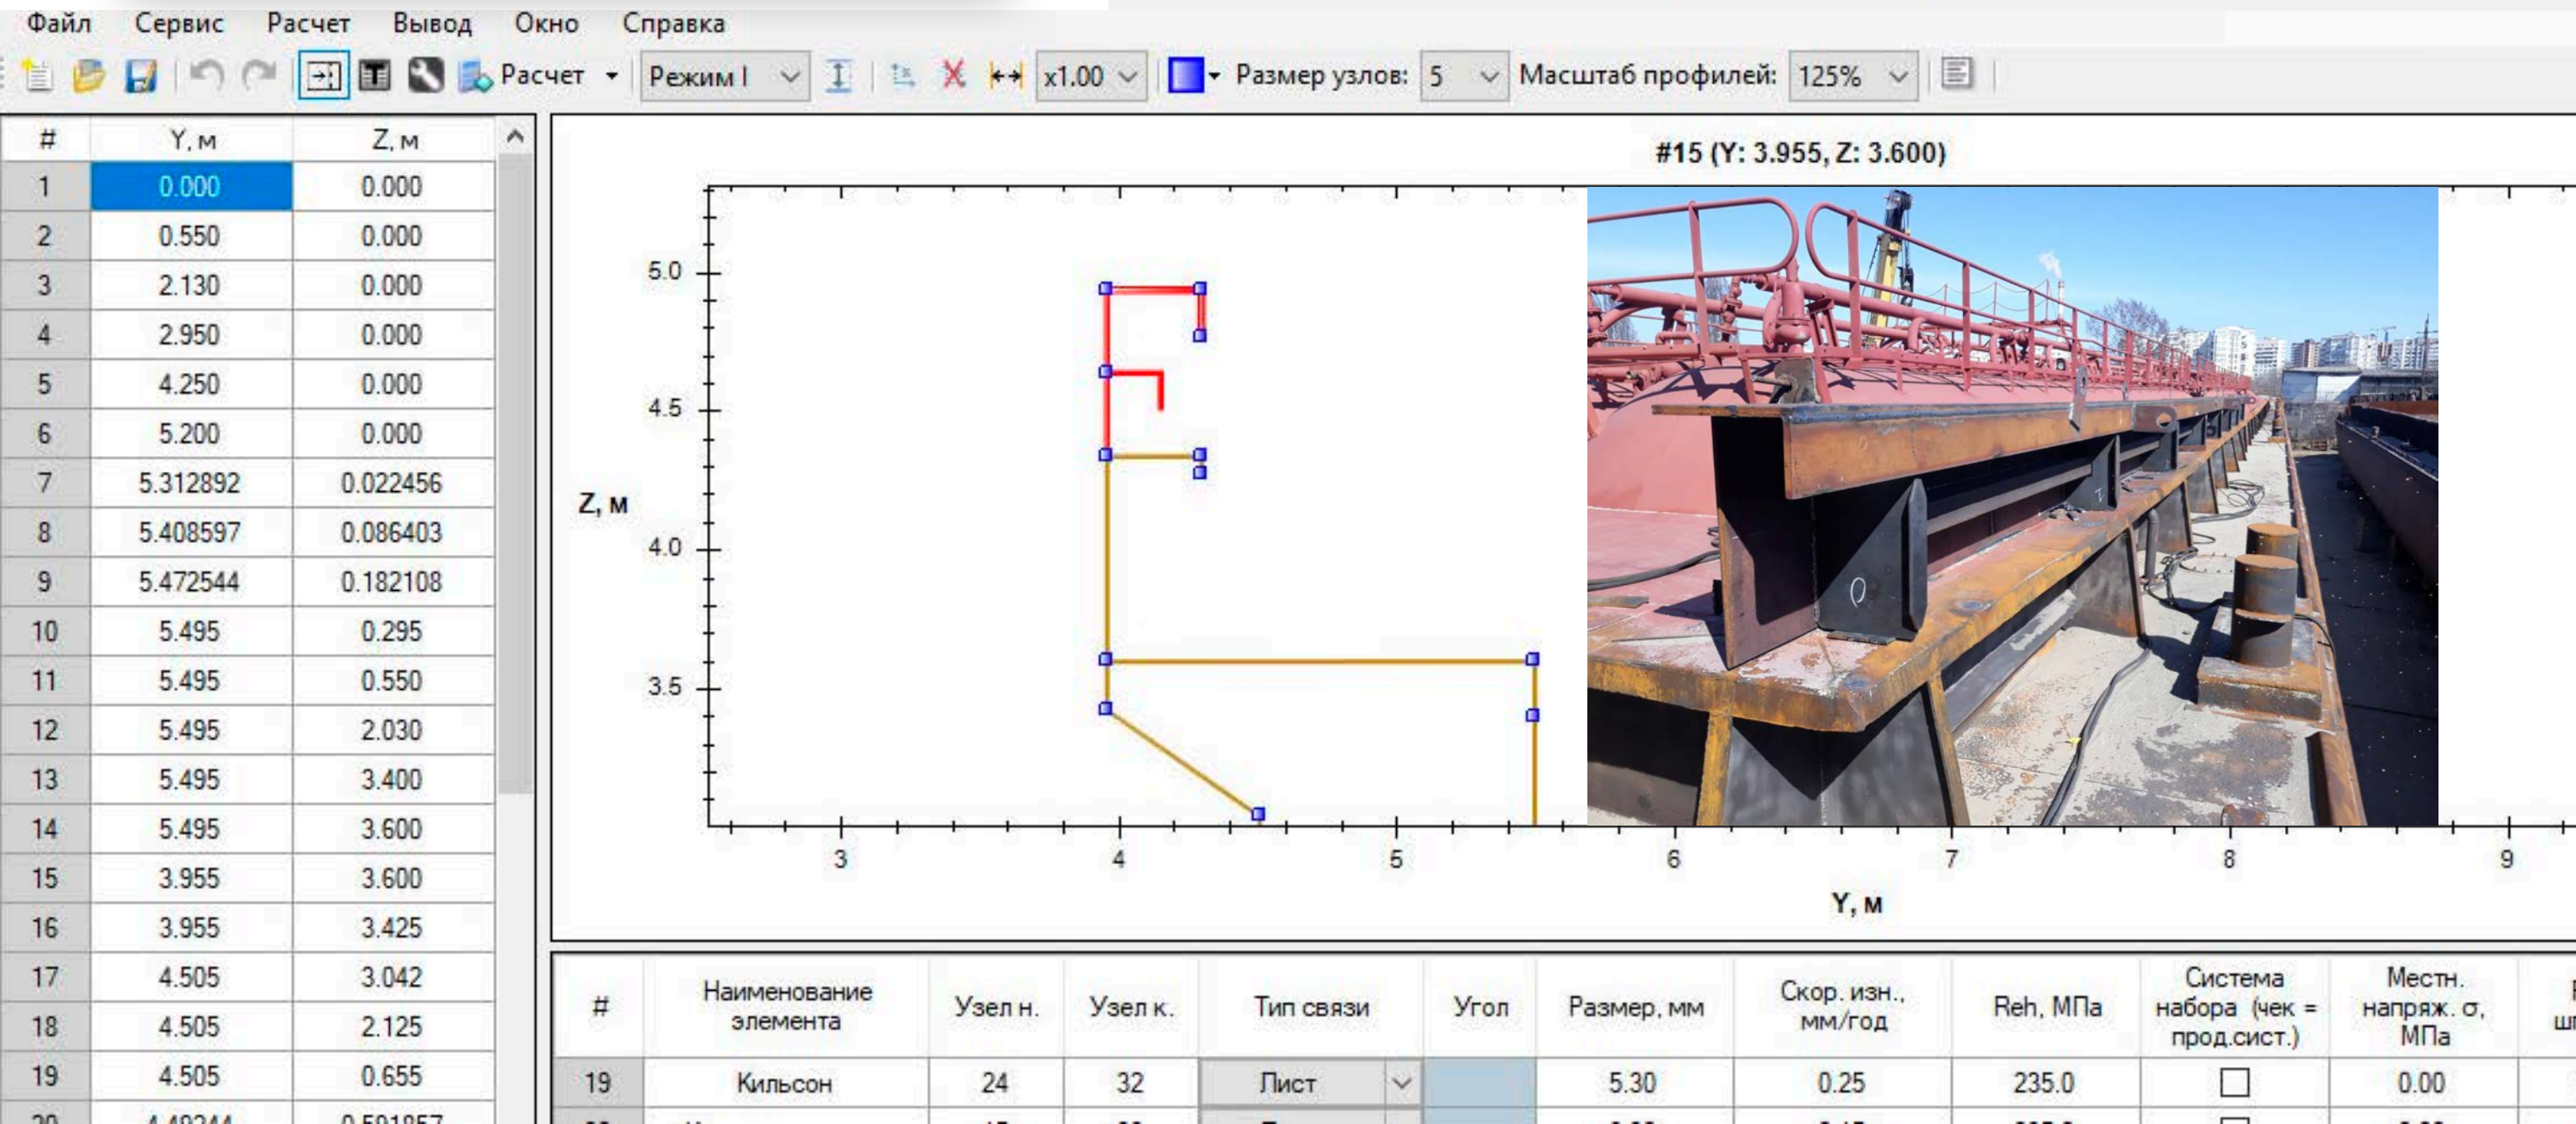 Файл Сервис Расчет Вывод Окно Справка
Расчет Режим I x1.00 Размер узлов: 5 Масштаб профилей: 125%
# Y, м Z, м
1 0.000 0.000
2 0.550 0.000
3 2.130 0.000
4 2.950 0.000
5 4.250 0.000
6 5.200 0.000
7 5.312892 0.022456
8 5.408597 0.086403
9 5.472544 0.182108
10 5.495 0.295
11 5.495 0.550
12 5.495 2.030
13 5.495 3.400
14 5.495 3.600
15 3.955 3.600
16 3.955 3.425
17 4.505 3.042
18 4.505 2.125
19 4.505 0.655
#15 (Y: 3.955, Z: 3.600)
5.0
4.5
Z, м
4.0
3.5
3 4 5 6 7 8 9
Y, м
# Наименование элемента Узел н. Узел к. Тип связи Угол Размер, мм Скор. изн., мм/год Reh, МПа Система набора (чек = прод.сист.) Местн. напряж. σ, МПа
19 Кильсон 24 32 Лист 5.30 0.25 235.0 0.00